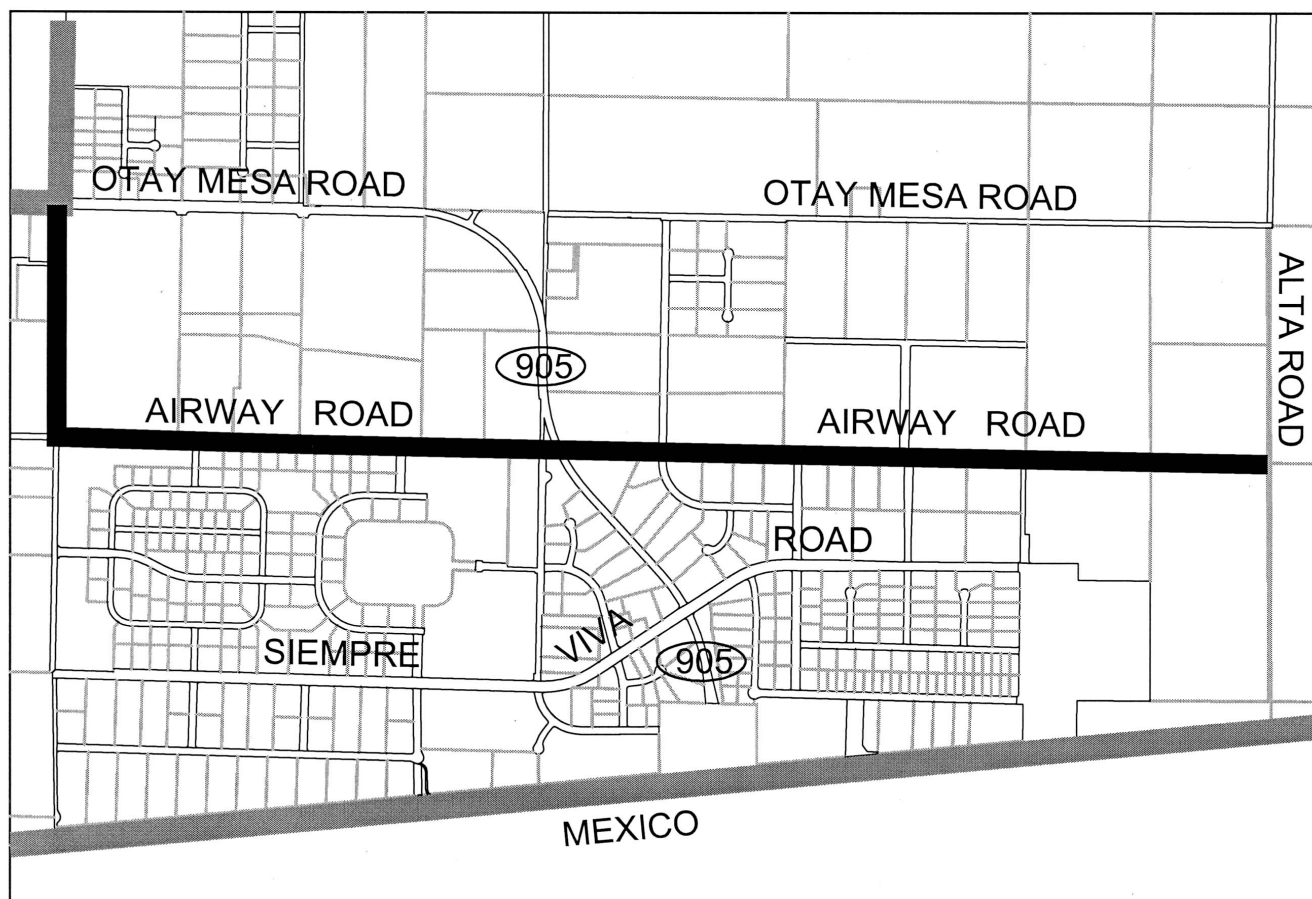 OTAY MESA ROAD
OTAY MESA ROAD
ALTA ROAD
905
AIRWAY ROAD
AIRWAY ROAD
ROAD
SIEMPRE
VIVA
905
MEXICO